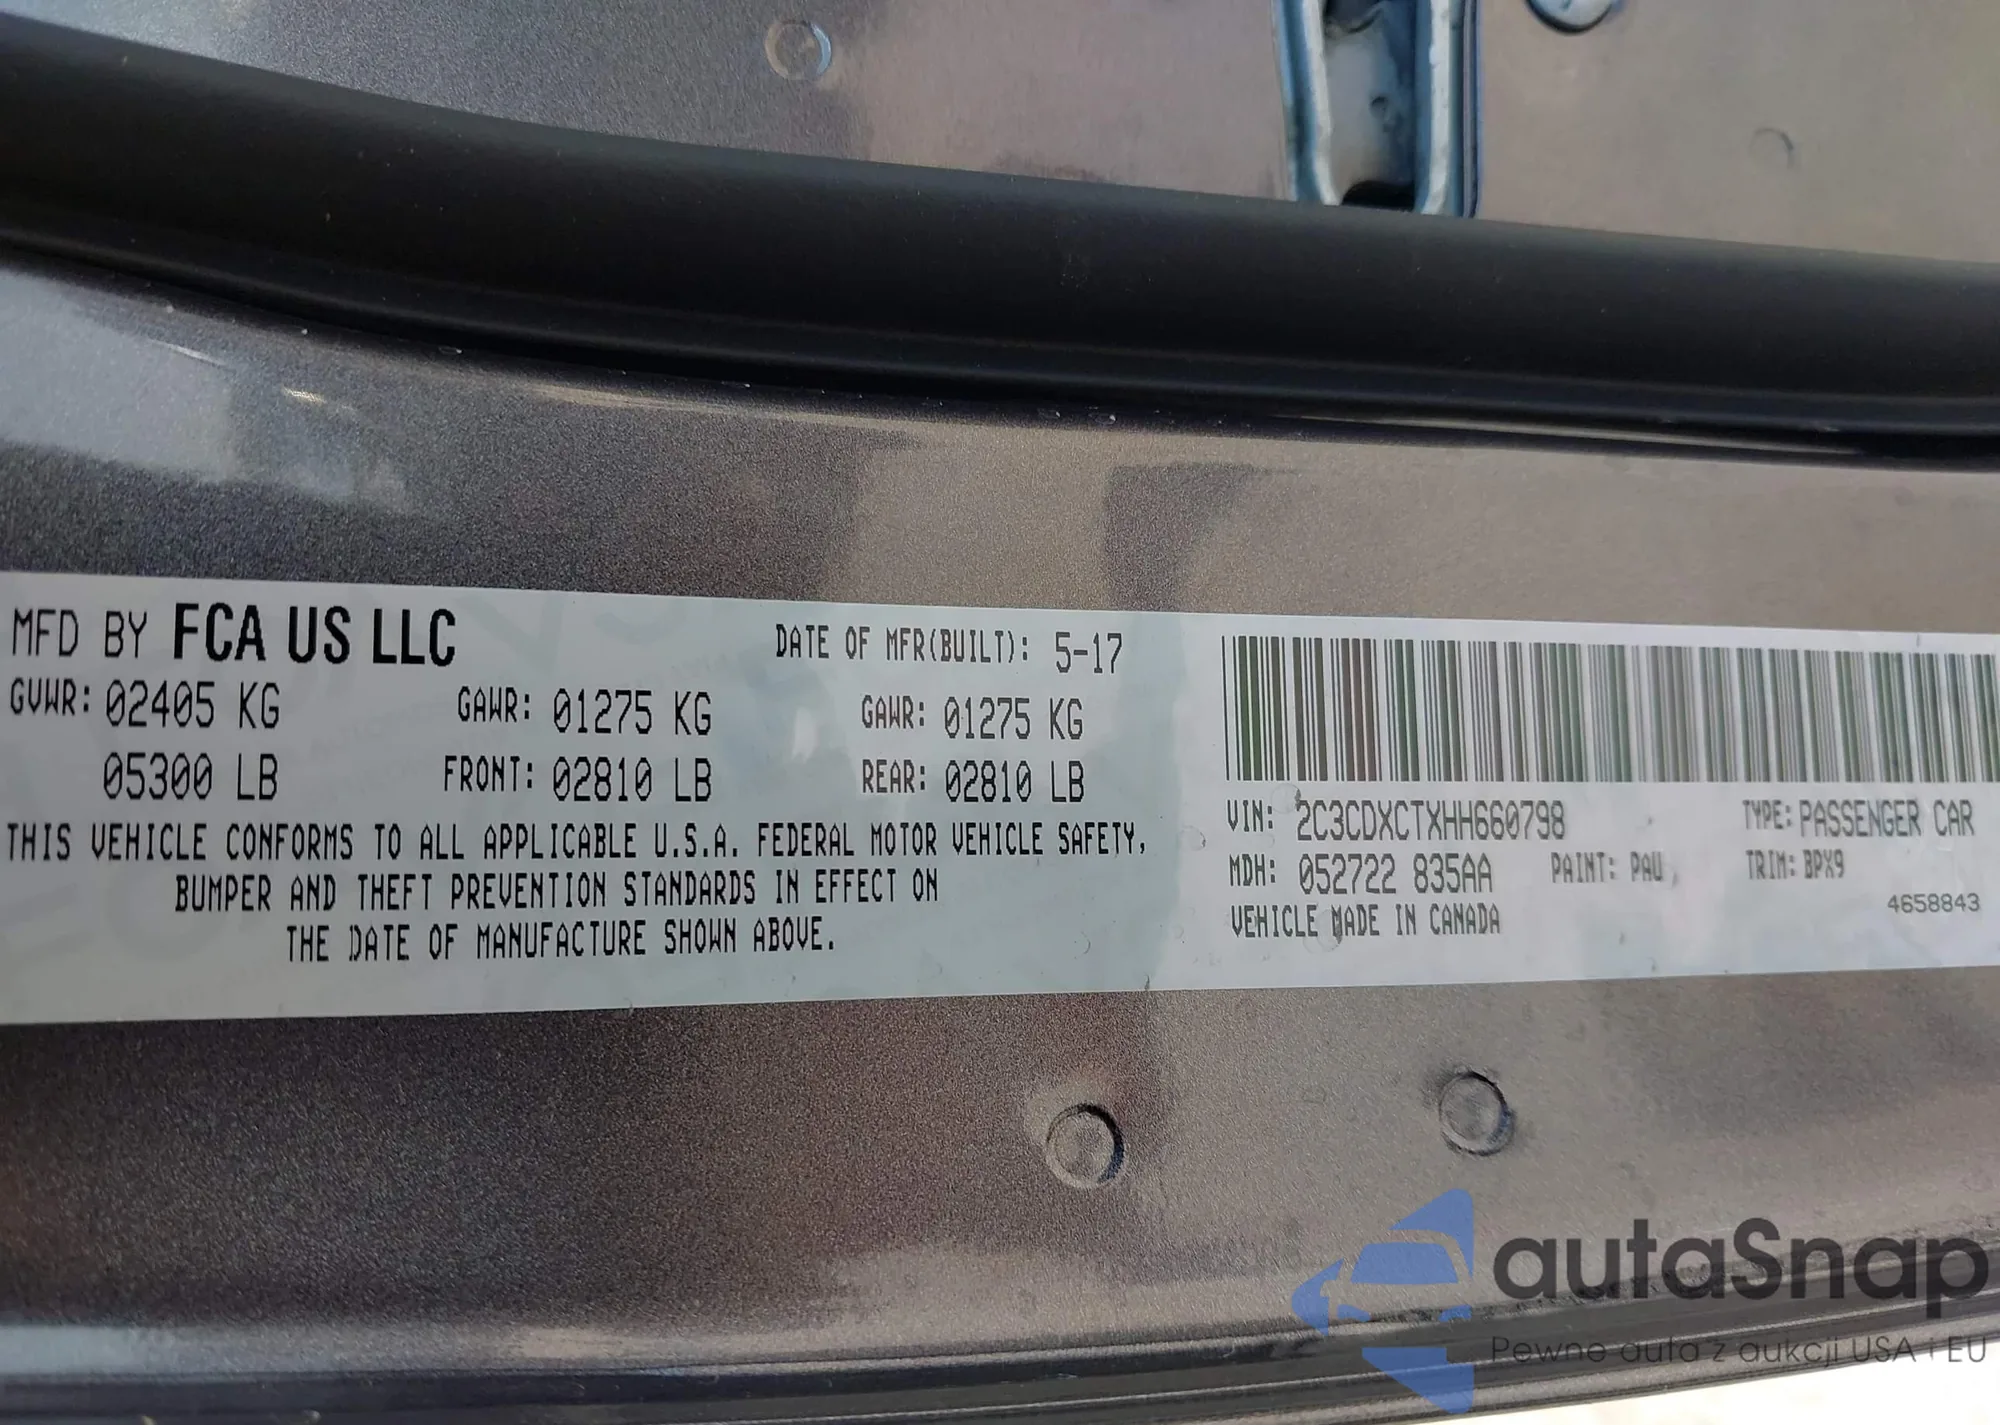 MFD BY FCA US LLC DATE OF MFR(BUILT): 5-17
GVWR: 02405 KG GAWR: 01275 KG GAWR: 01275 KG
05300 LB FRONT: 02810 LB REAR: 02810 LB
THIS VEHICLE CONFORMS TO ALL APPLICABLE U.S.A. FEDERAL MOTOR VEHICLE SAFETY,
BUMPER AND THEFT PREVENTION STANDARDS IN EFFECT ON
THE DATE OF MANUFACTURE SHOWN ABOVE.
VIN: 2C3CDXCTXHH660798 TYPE: PASSENGER CAR
MDH: 052722 835AA PAINT: PAU TRIM: BPX9
VEHICLE MADE IN CANADA 4658843
autaSnap
Pewne auta z aukcji USA i EU